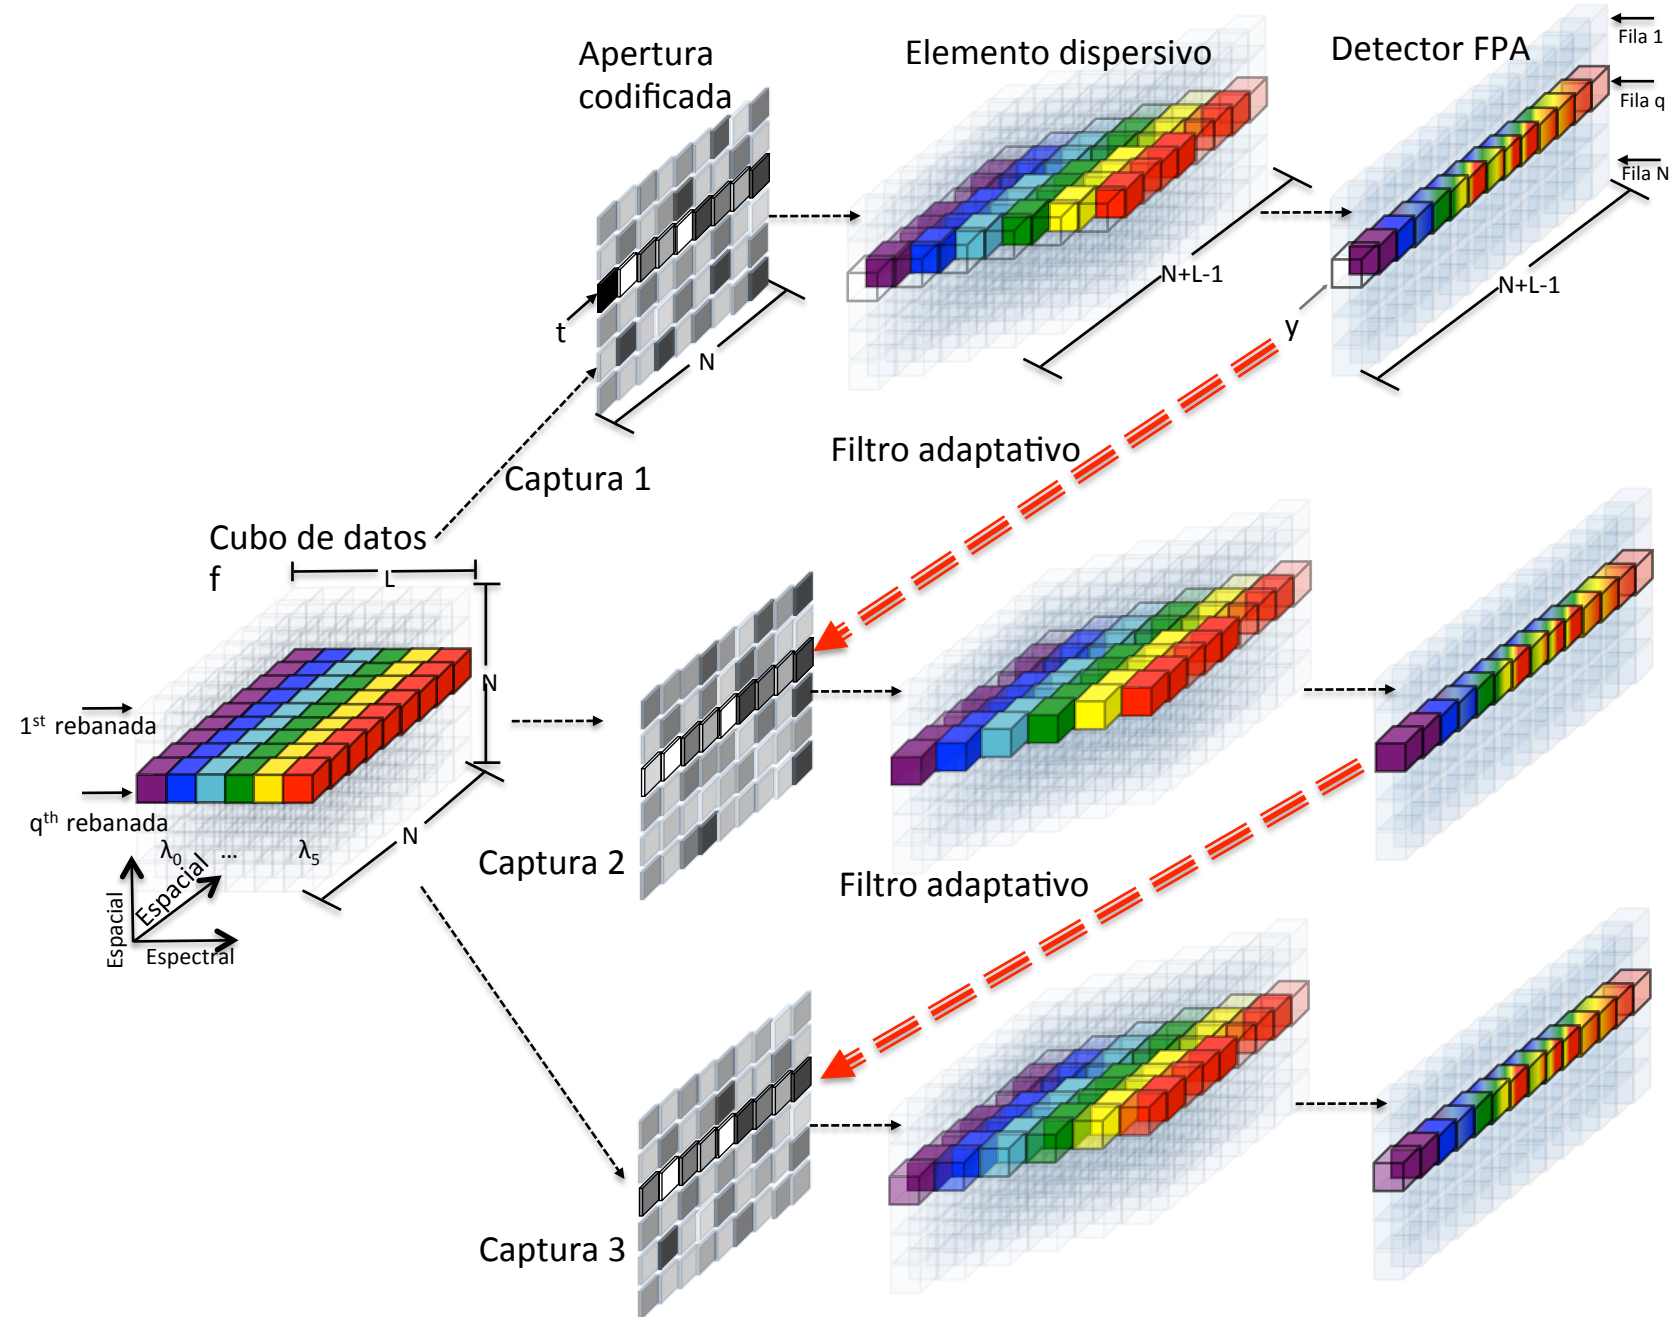 Apertura
codificada
Elemento dispersivo
Detector FPA
Fila 1
Fila q
Fila N
t
N
N+L-1
y
N+L-1
Captura 1
Filtro adaptativo
Cubo de datos
f
L
N
N
1st rebanada
qth rebanada
λ0 ... λ5
Espacial
Espacial
Espectral
Captura 2
Filtro adaptativo
Captura 3